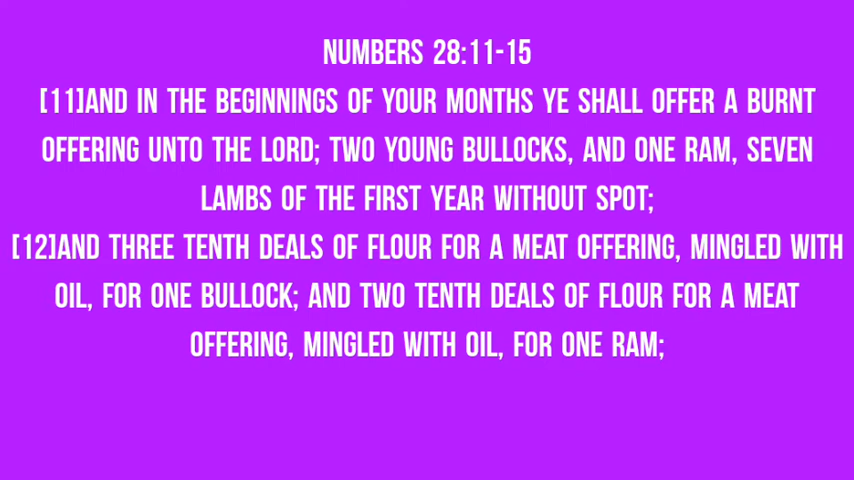 NUMBERS 28:11-15
[11]AND IN THE BEGINNINGS OF YOUR MONTHS YE SHALL OFFER A BURNT
OFFERING UNTO THE LORD; TWO YOUNG BULLOCKS, AND ONE RAM, SEVEN
LAMBS OF THE FIRST YEAR WITHOUT SPOT;
[12]AND THREE TENTH DEALS OF FLOUR FOR A MEAT OFFERING, MINGLED WITH
OIL, FOR ONE BULLOCK; AND TWO TENTH DEALS OF FLOUR FOR A MEAT
OFFERING, MINGLED WITH OIL, FOR ONE RAM;